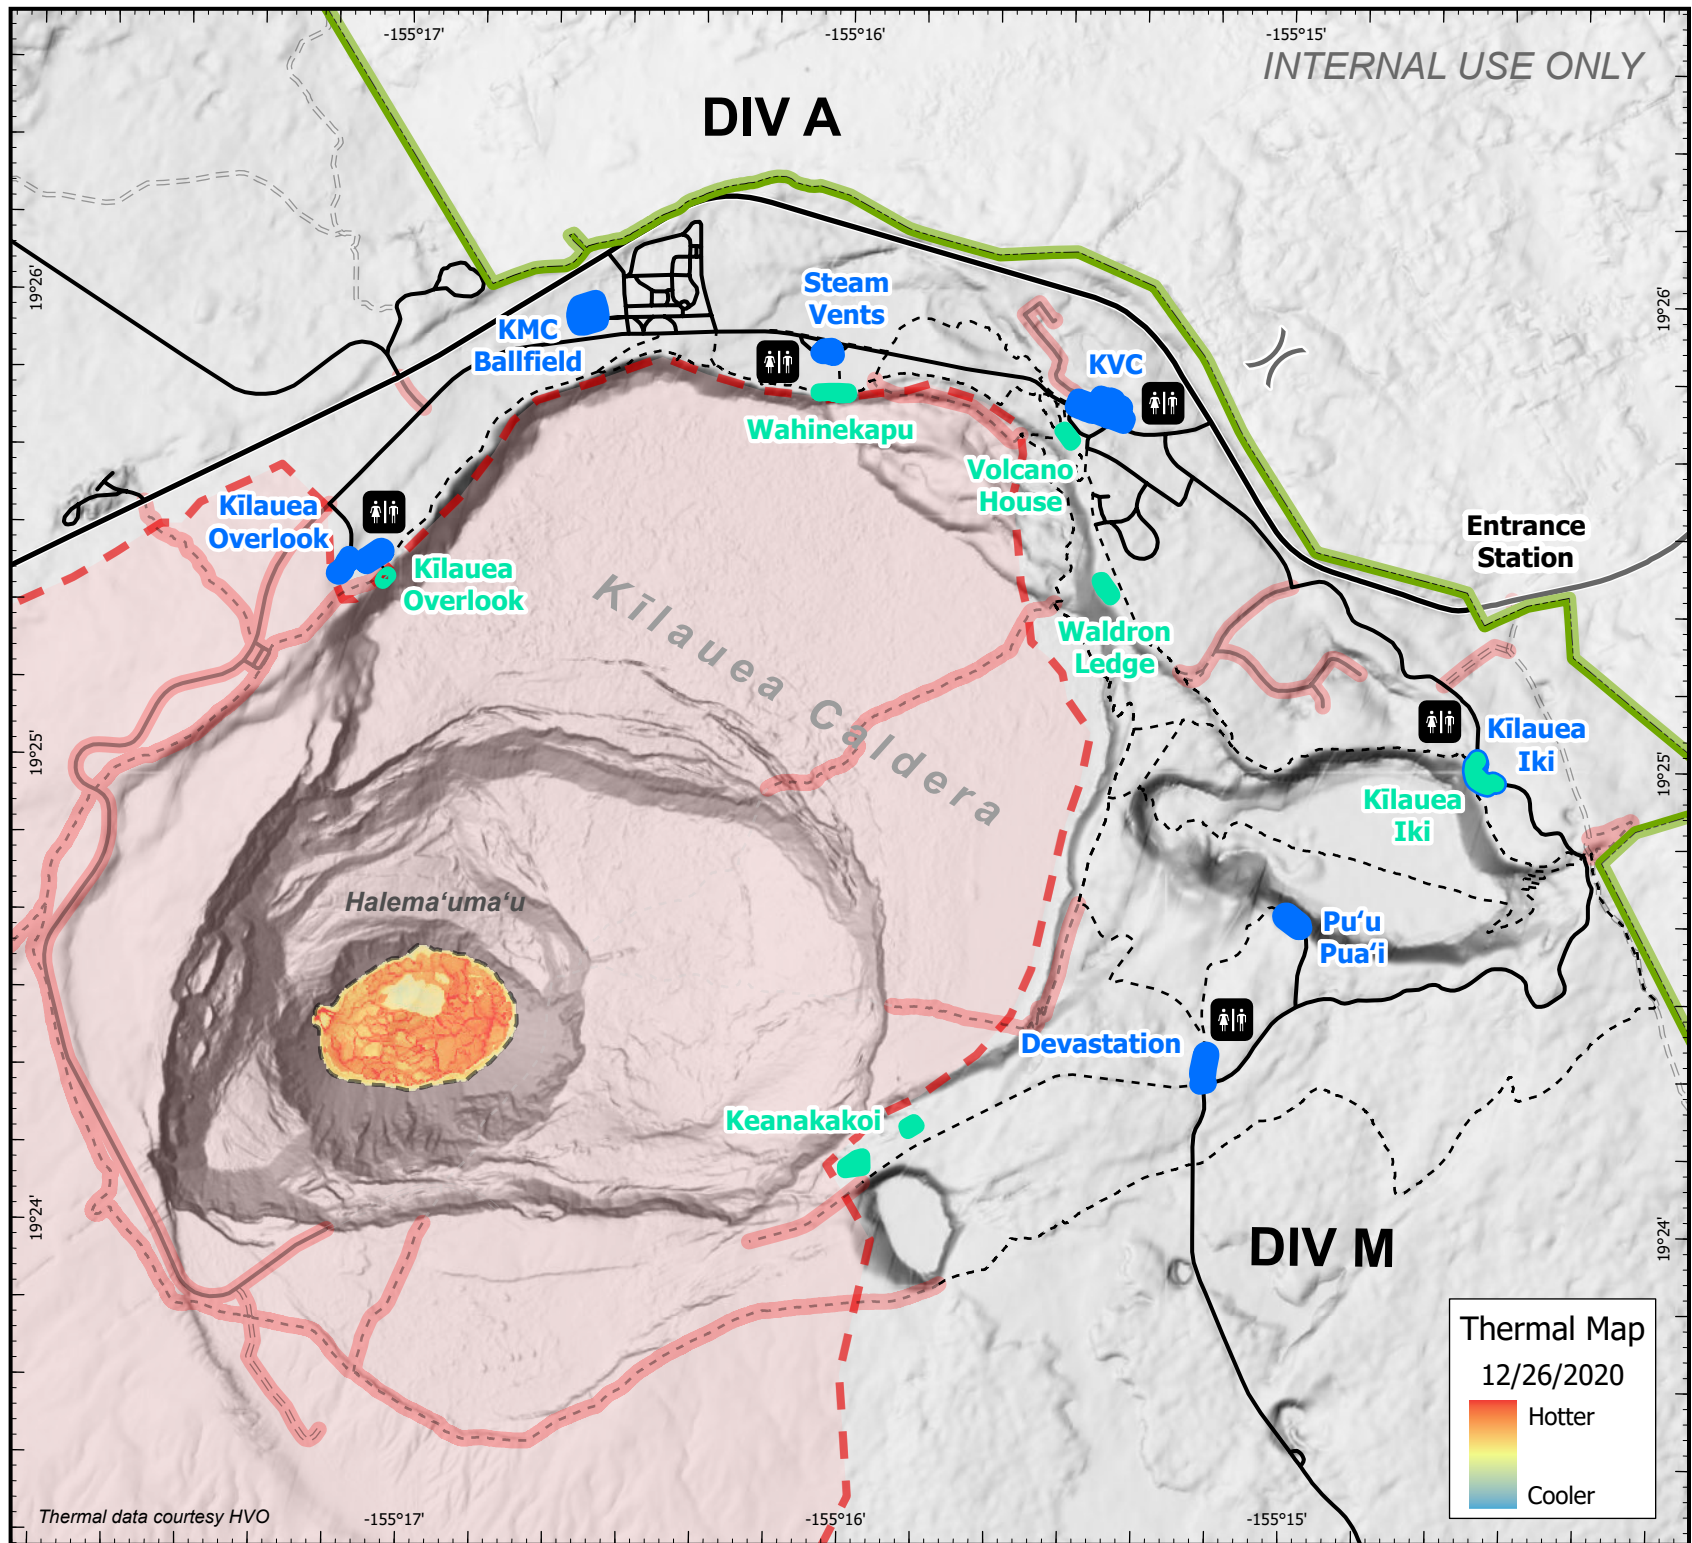 -155°17'
-155°16'
-155°15'
INTERNAL USE ONLY
DIV A
19°26'
19°26'
Steam
Vents
KMC
Ballfield
KVC
Wahinekapu
Volcano
House
Kīlauea
Overlook
Kīlauea
Overlook
Entrance
Station
Kīlauea Caldera
Waldron
Ledge
19°25'
19°25'
Kīlauea
Iki
Kīlauea
Iki
Halemaʻumaʻu
Puʻu
Puaʻi
Devastation
Keanakakoi
19°24'
19°24'
DIV M
Thermal Map
12/26/2020
Hotter
Cooler
Thermal data courtesy HVO
-155°17'
-155°16'
-155°15'